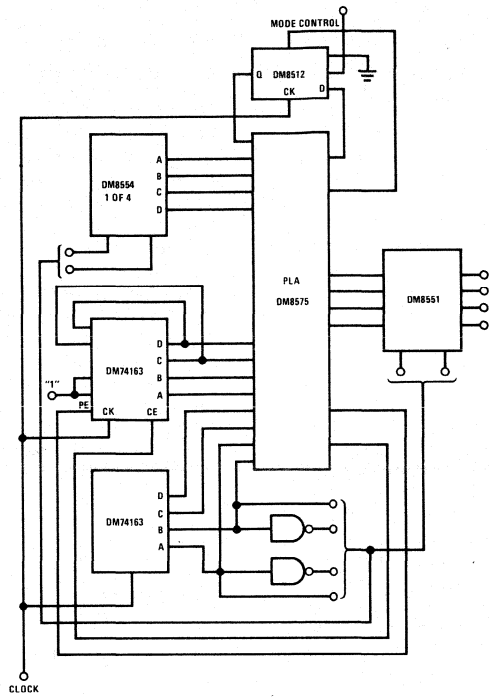 MODE CONTROL
Q
DM8512
D
CK
DM8554
1 OF 4
A
B
C
D
PLA
DM8575
DM8551
DM74163
D
C
B
A
"1"
PE
CK
CE
DM74163
D
C
B
A
CLOCK